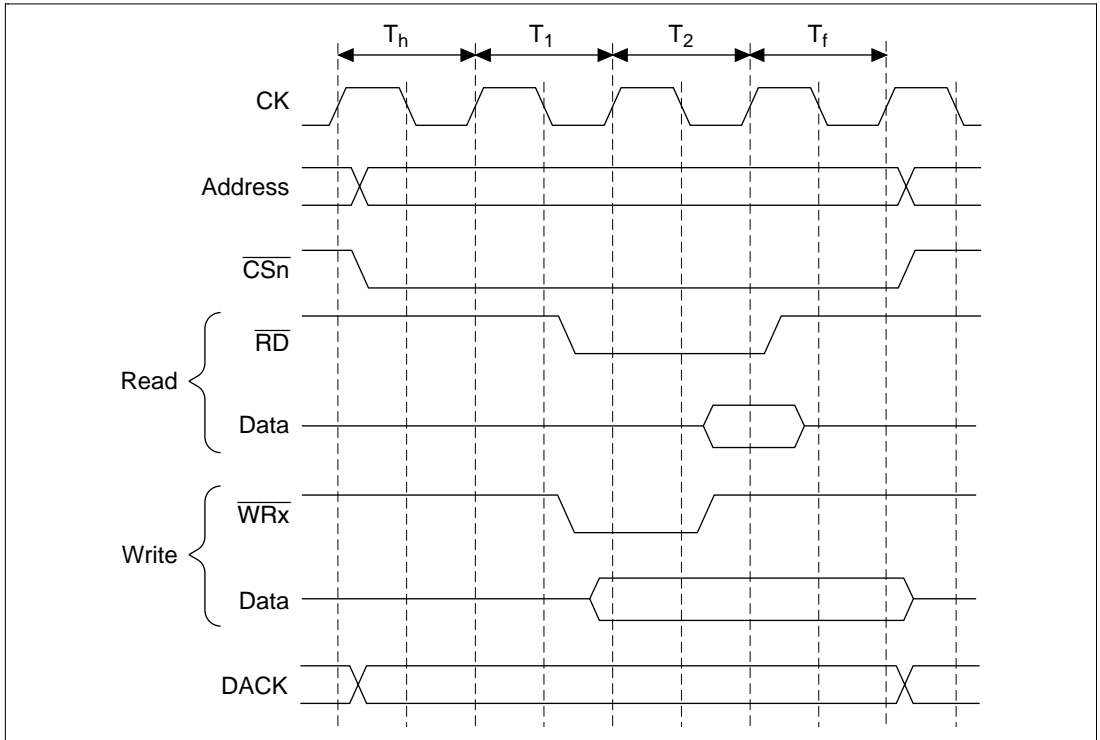 Th T1 T2 Tf
CK
Address
CSn
RD
Read
Data
WRx
Write
Data
DACK